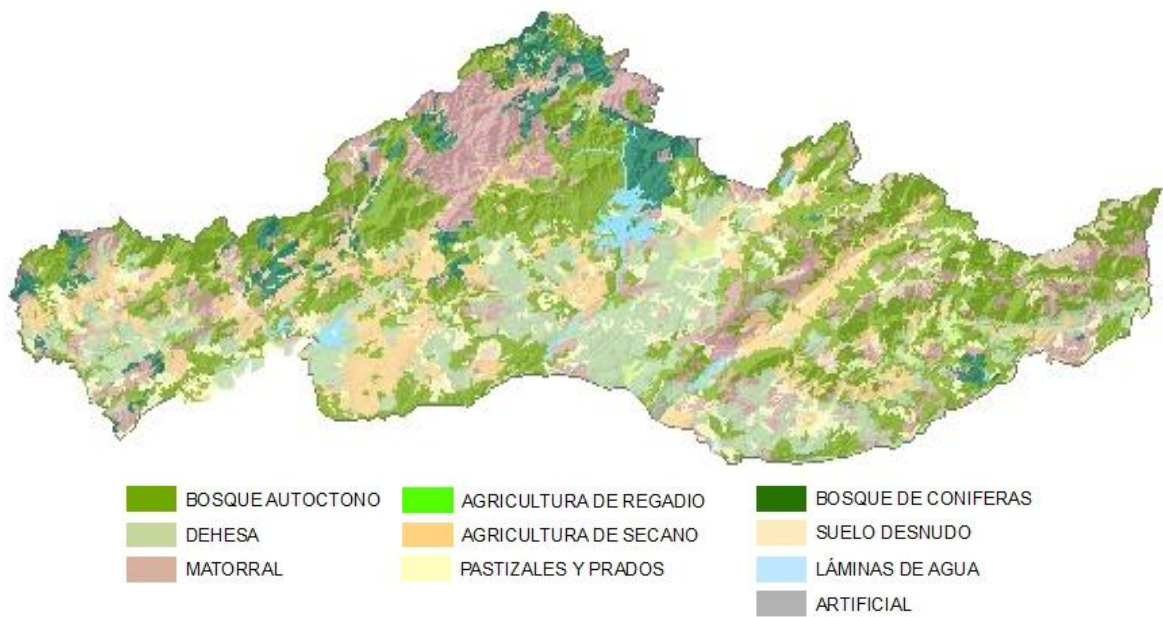 BOSQUE AUTOCTONO
DEHESA
MATORRAL
AGRICULTURA DE REGADIO
AGRICULTURA DE SECANO
PASTIZALES Y PRADOS
BOSQUE DE CONIFERAS
SUELO DESNUDO
LÁMINAS DE AGUA
ARTIFICIAL